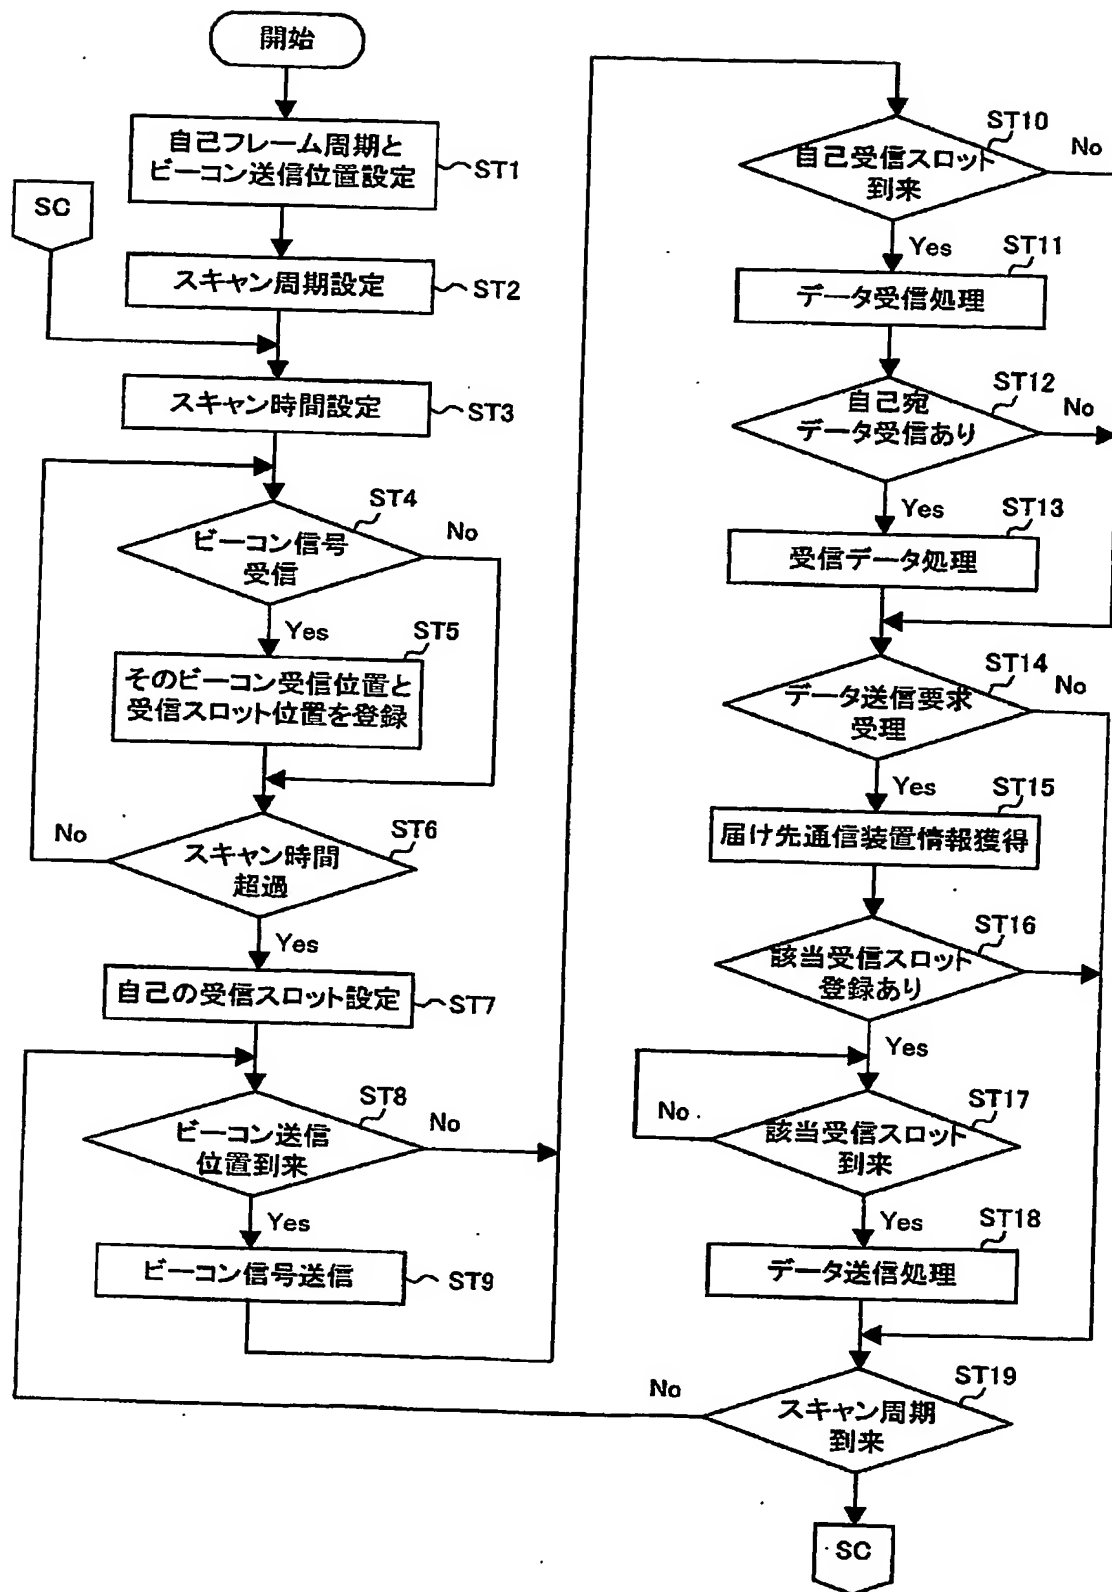 開始
自己フレーム周期と
ビーコン送信位置設定
ST1
SC
スキャン周期設定
ST2
スキャン時間設定
ST3
ST4
ビーコン信号
受信
No
Yes
ST5
そのビーコン受信位置と
受信スロット位置を登録
No
ST6
スキャン時間
超過
Yes
自己の受信スロット設定
ST7
ST8
ビーコン送信
位置到来
No
Yes
ビーコン信号送信
ST9
ST10
自己受信スロット
到来
No
Yes
ST11
データ受信処理
ST12
自己宛
データ受信あり
No
Yes
ST13
受信データ処理
ST14
データ送信要求
受理
No
Yes
ST15
届け先通信装置情報獲得
ST16
該当受信スロット
登録あり
Yes
ST17
No
該当受信スロット
到来
Yes
ST18
データ送信処理
ST19
No
スキャン周期
到来
SC